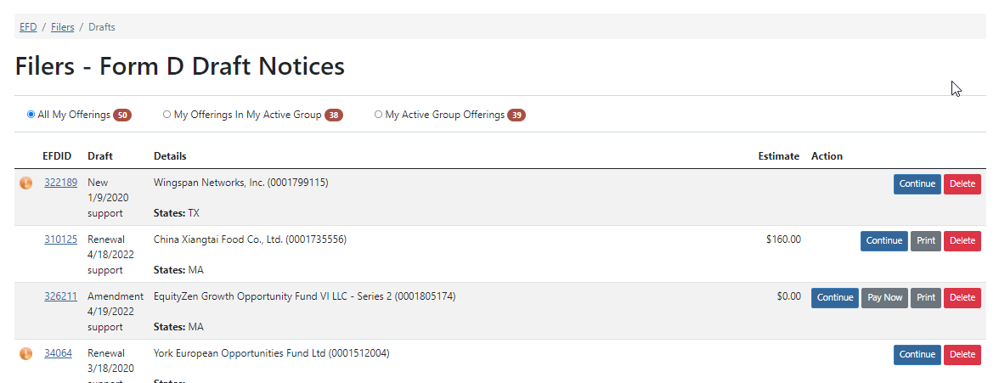 EFD / Filers / Drafts
Filers - Form D Draft Notices
All My Offerings 50 My Offerings In My Active Group 38 My Active Group Offerings 39
EFDID Draft Details Estimate Action
322189 New Wingspan Networks, Inc. (0001799115) Continue Delete
1/9/2020
support States: TX
310125 Renewal China Xiangtai Food Co., Ltd. (0001735556) $160.00 Continue Print Delete
4/18/2022
support States: MA
326211 Amendment EquityZen Growth Opportunity Fund VI LLC - Series 2 (0001805174) $0.00 Continue Pay Now Print Delete
4/19/2022
support States: MA
34064 Renewal York European Opportunities Fund Ltd (0001512004) Continue Delete
3/18/2020